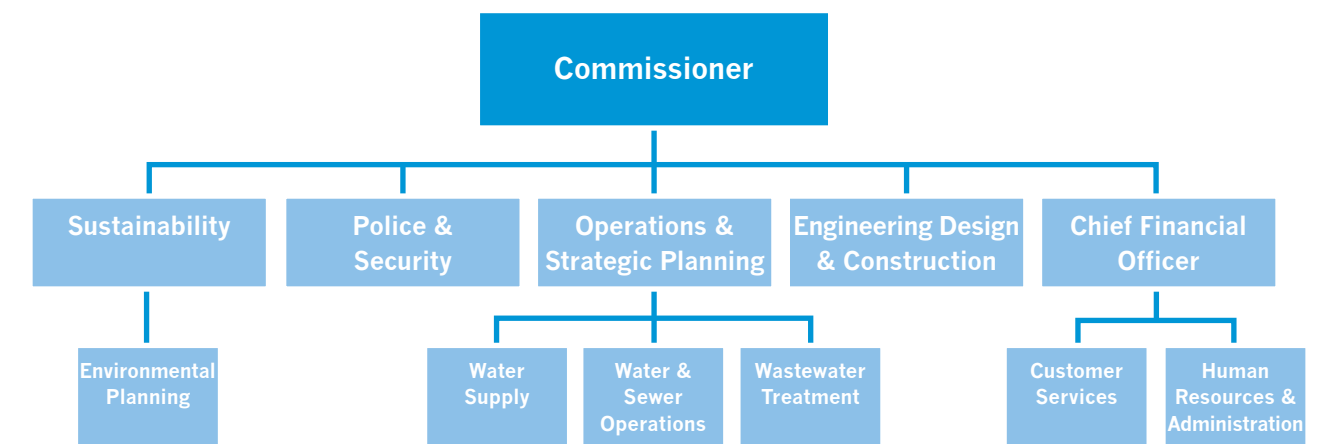 Commissioner
Sustainability
Police &
Security
Operations &
Strategic Planning
Engineering Design
& Construction
Chief Financial
Officer
Environmental
Planning
Water
Supply
Water &
Sewer
Operations
Wastewater
Treatment
Customer
Services
Human
Resources &
Administration